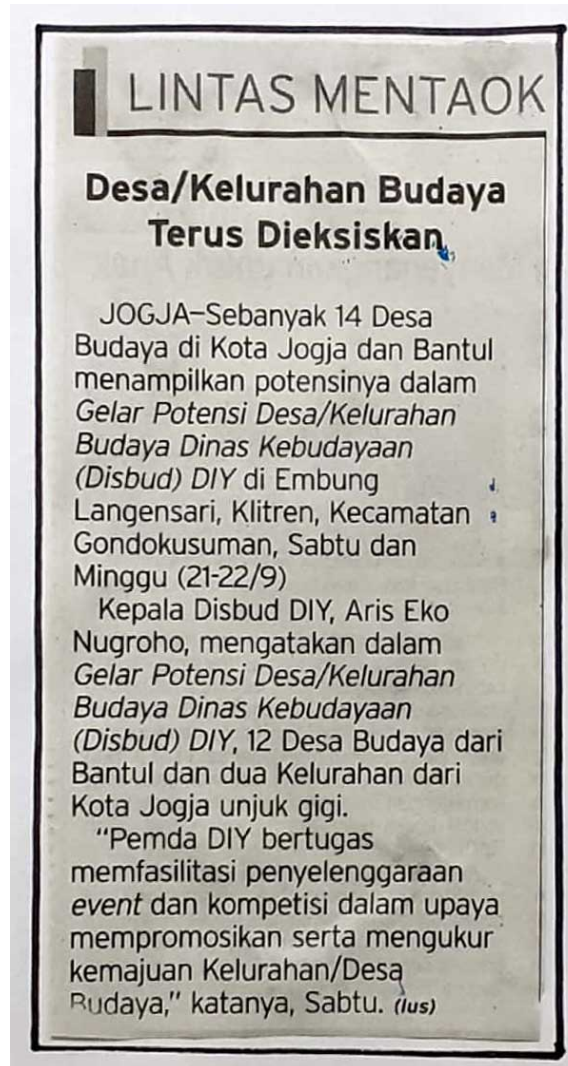 LINTAS MENTAOK
Desa/Kelurahan Budaya
Terus Dieksiskan
JOGJA–Sebanyak 14 Desa
Budaya di Kota Jogja dan Bantul
menampilkan potensinya dalam
Gelar Potensi Desa/Kelurahan
Budaya Dinas Kebudayaan
(Disbud) DIY di Embung
Langensari, Klitren, Kecamatan
Gondokusuman, Sabtu dan
Minggu (21-22/9)
Kepala Disbud DIY, Aris Eko
Nugroho, mengatakan dalam
Gelar Potensi Desa/Kelurahan
Budaya Dinas Kebudayaan
(Disbud) DIY, 12 Desa Budaya dari
Bantul dan dua Kelurahan dari
Kota Jogja unjuk gigi.
"Pemda DIY bertugas
memfasilitasi penyelenggaraan
event dan kompetisi dalam upaya
mempromosikan serta mengukur
kemajuan Kelurahan/Desa
Budaya," katanya, Sabtu. (lus)